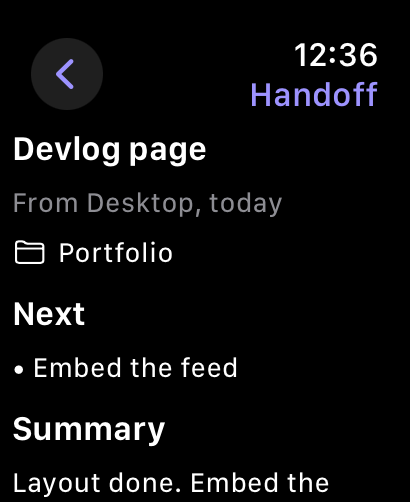 12:36
Handoff
Devlog page
From Desktop, today
Portfolio
Next
• Embed the feed
Summary
Layout done. Embed the